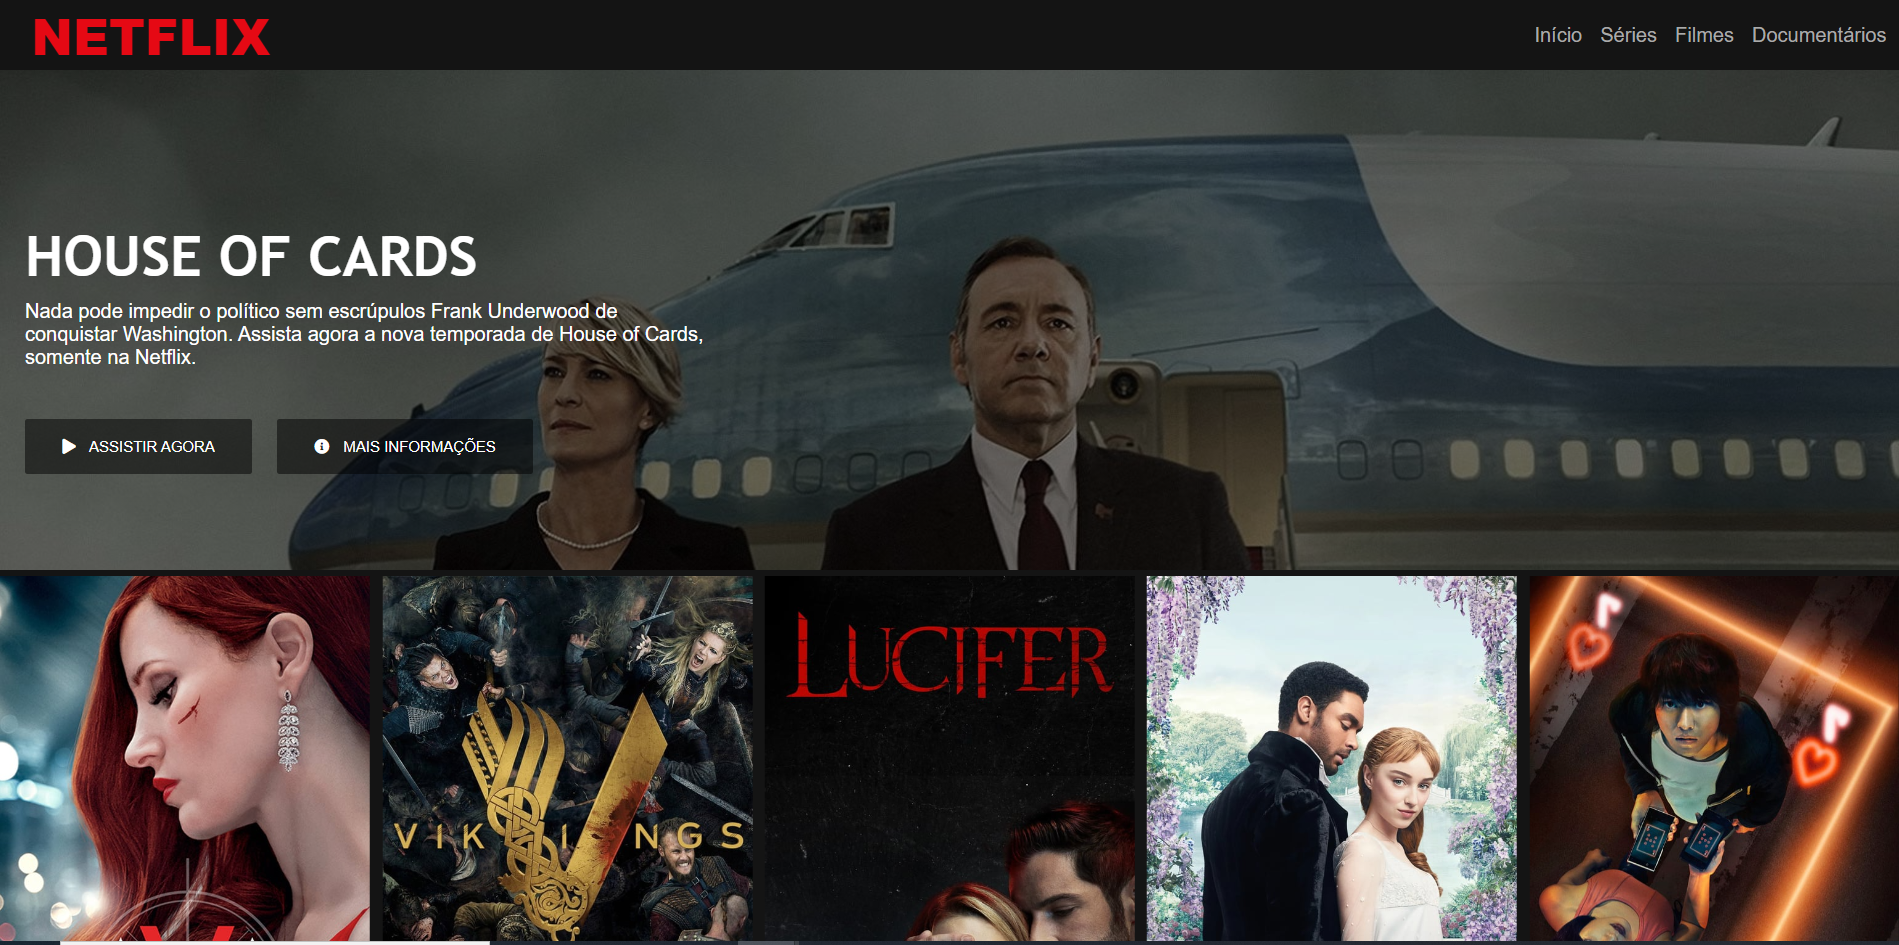 NETFLIX
Início Séries Filmes Documentários
HOUSE OF CARDS
Nada pode impedir o político sem escrúpulos Frank Underwood de
conquistar Washington. Assista agora a nova temporada de House of Cards,
somente na Netflix.
ASSISTIR AGORA
MAIS INFORMAÇÕES
LUCIFER
VIKINGS